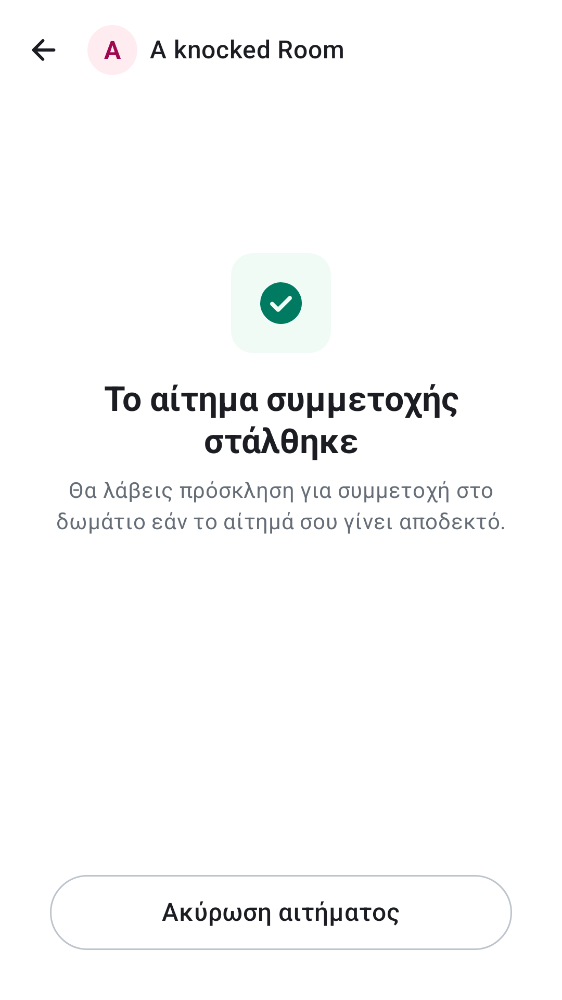 A
A knocked Room
Το αίτημα συμμετοχής
στάλθηκε
Θα λάβεις πρόσκληση για συμμετοχή στο
δωμάτιο εάν το αίτημά σου γίνει αποδεκτό.
Ακύρωση αιτήματος